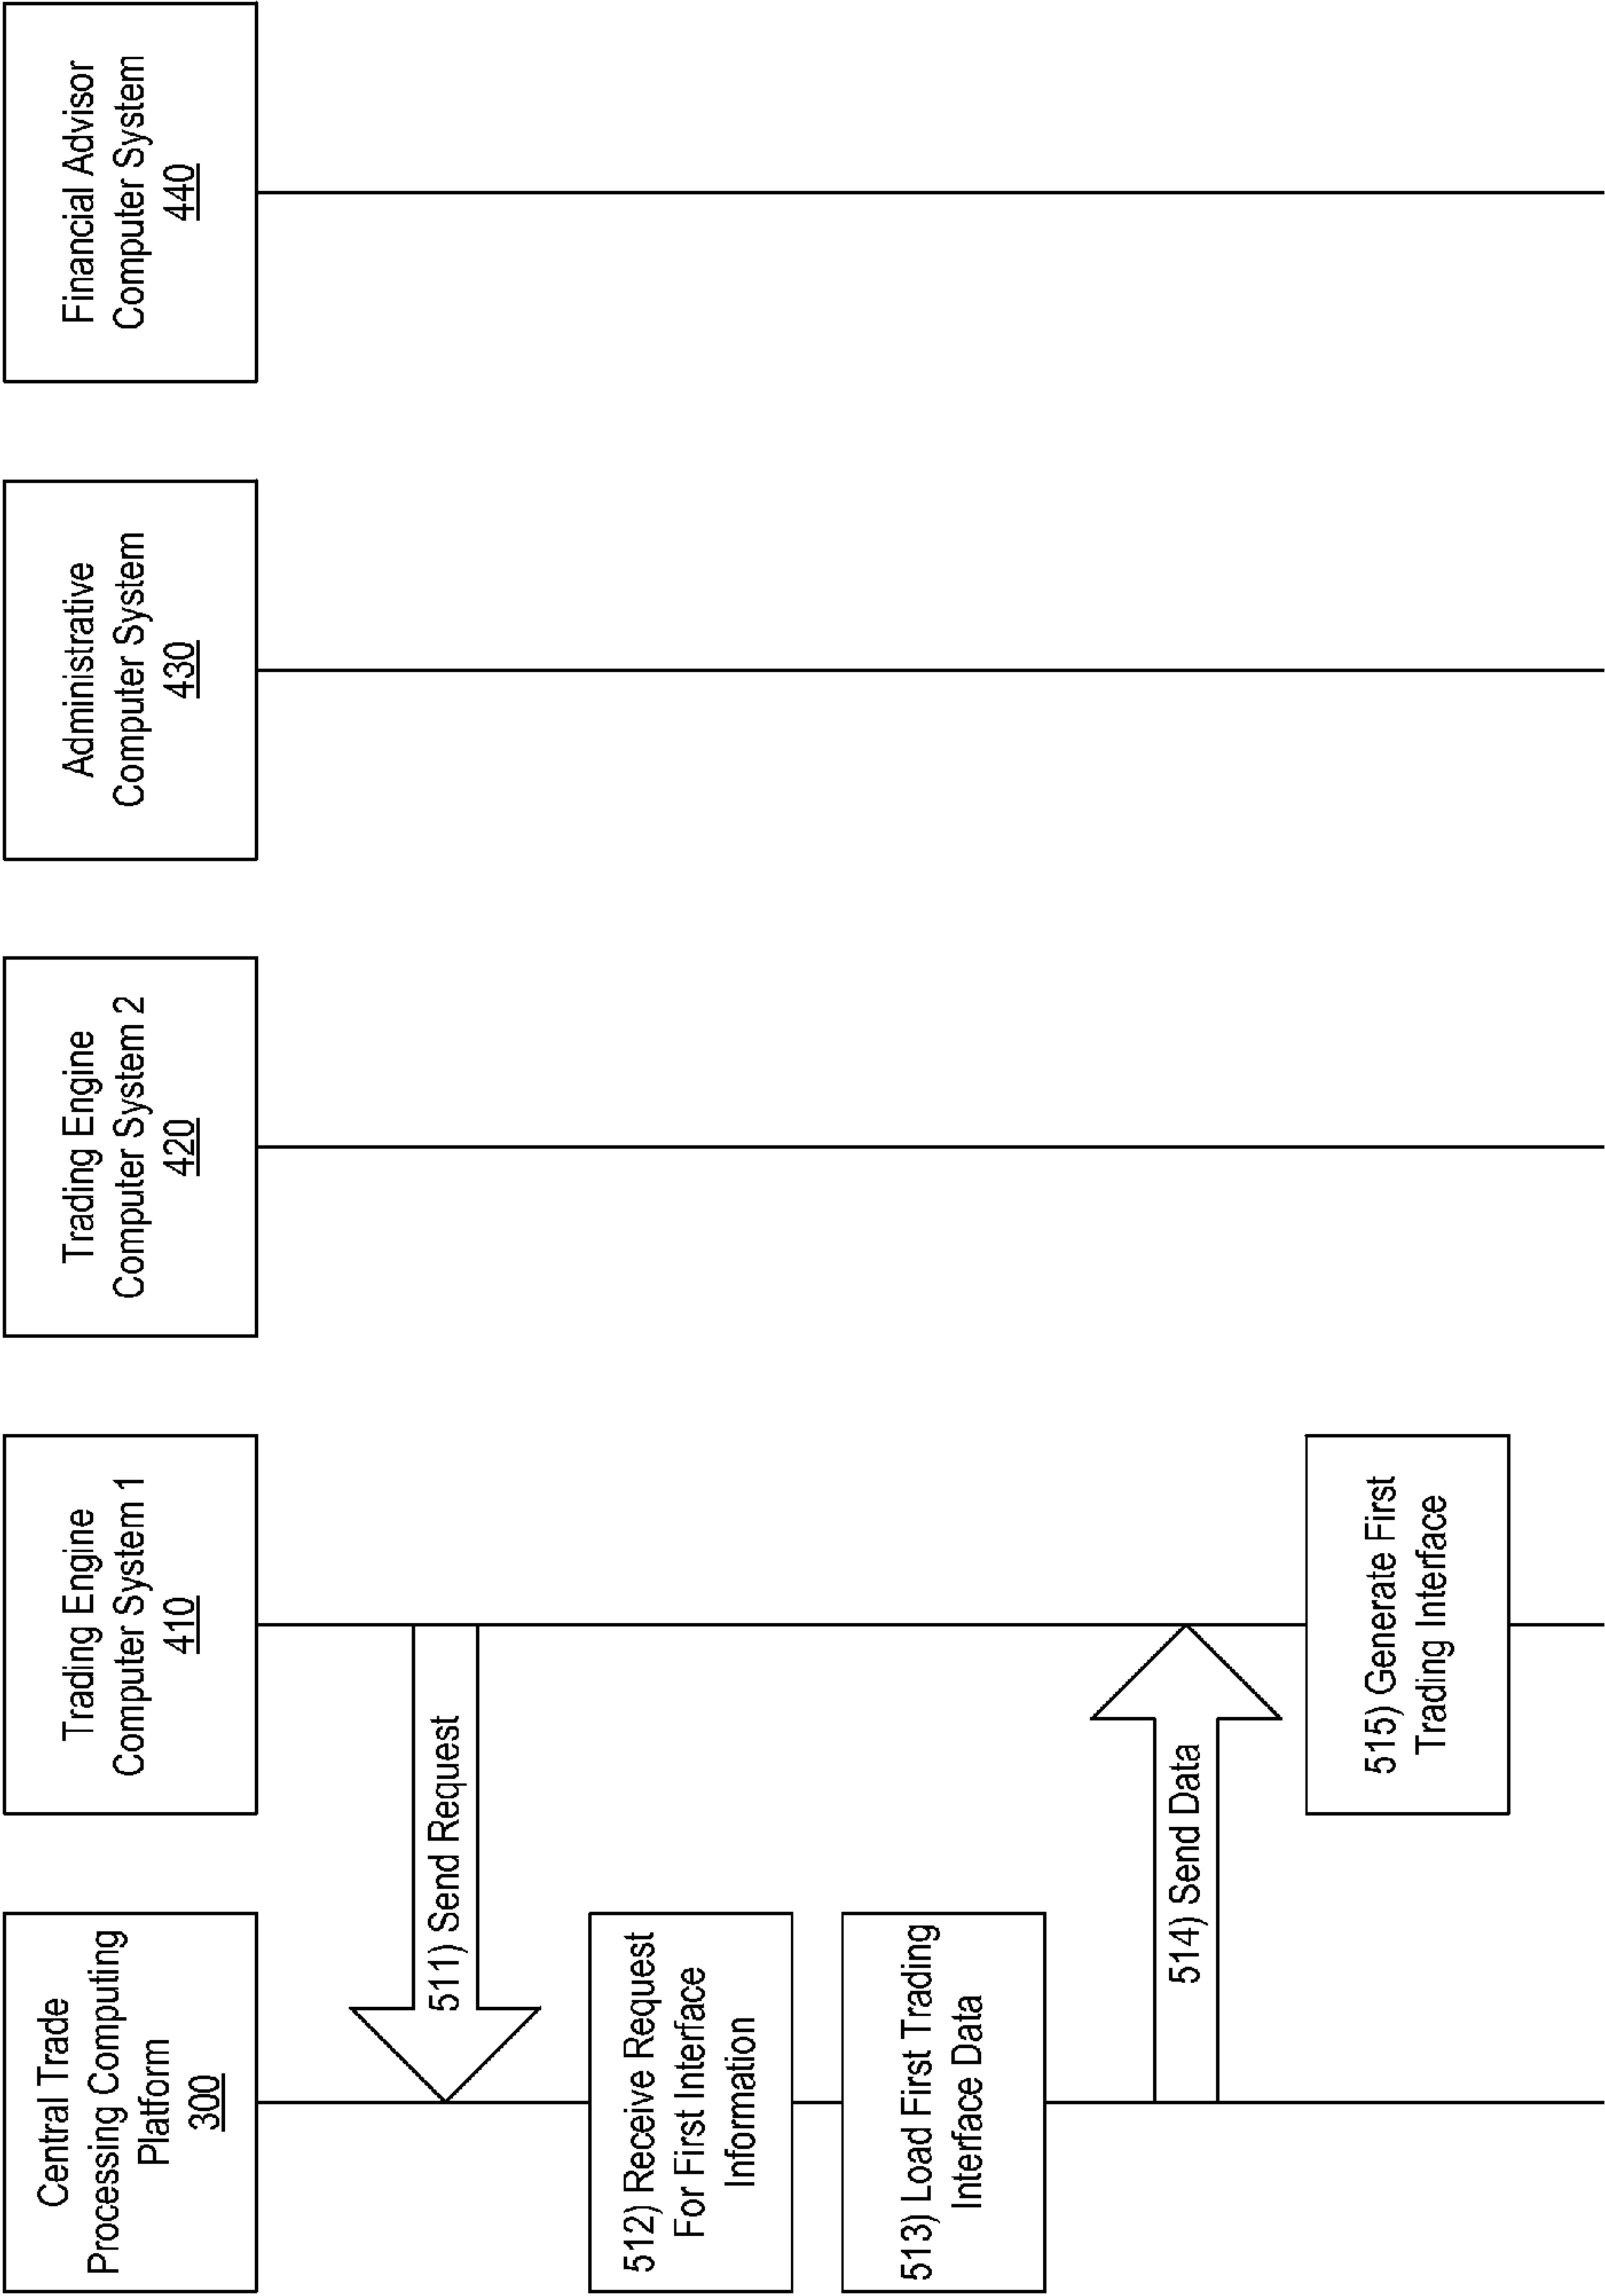 Central Trade
Processing Computing
Platform
300
Trading Engine
Computer System 1
410
Trading Engine
Computer System 2
420
Administrative
Computer System
430
Financial Advisor
Computer System
440
511) Send Request
512) Receive Request
For First Interface
Information
513) Load First Trading
Interface Data
514) Send Data
515) Generate First
Trading Interface